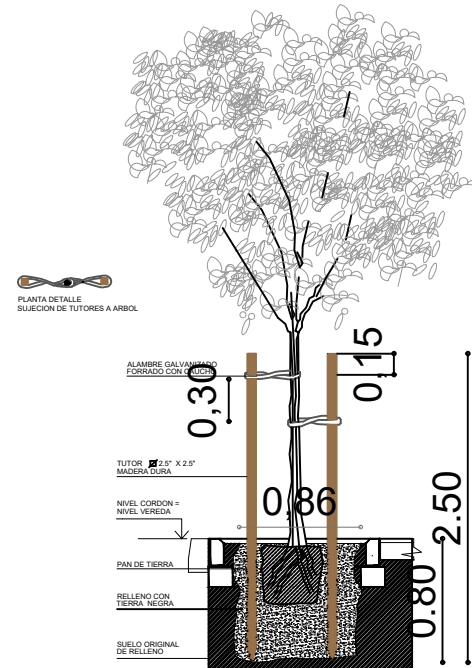 PLANTA DETALLE
SUJECION DE TUTORES A ARBOL
ALAMBRE GALVANIZADO
FORRADO CON CAUCHO
0,30
0,15
TUTOR 2.5" X 2.5"
MADERA DURA
0,86
2.50
NIVEL CORDON =
NIVEL VEREDA
PAN DE TIERRA
0.80
RELLENO CON
TIERRA NEGRA
SUELO ORIGINAL
DE RELLENO